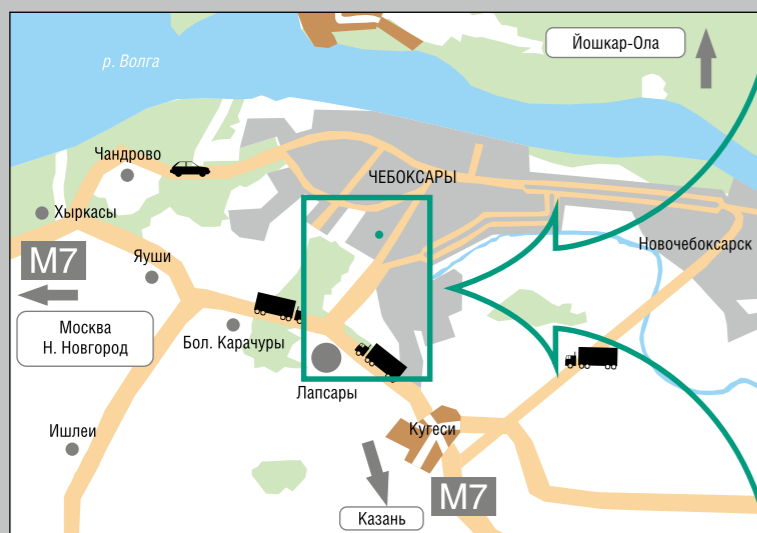 Йошкар-Ола
р. Волга
Чандрово
ЧЕБОКСАРЫ
Хыркасы
Новочебоксарск
М7
Яуши
Москва
Н. Новгород
Бол. Карачуры
Лапсары
Ишлеи
Кугеси
М7
Казань